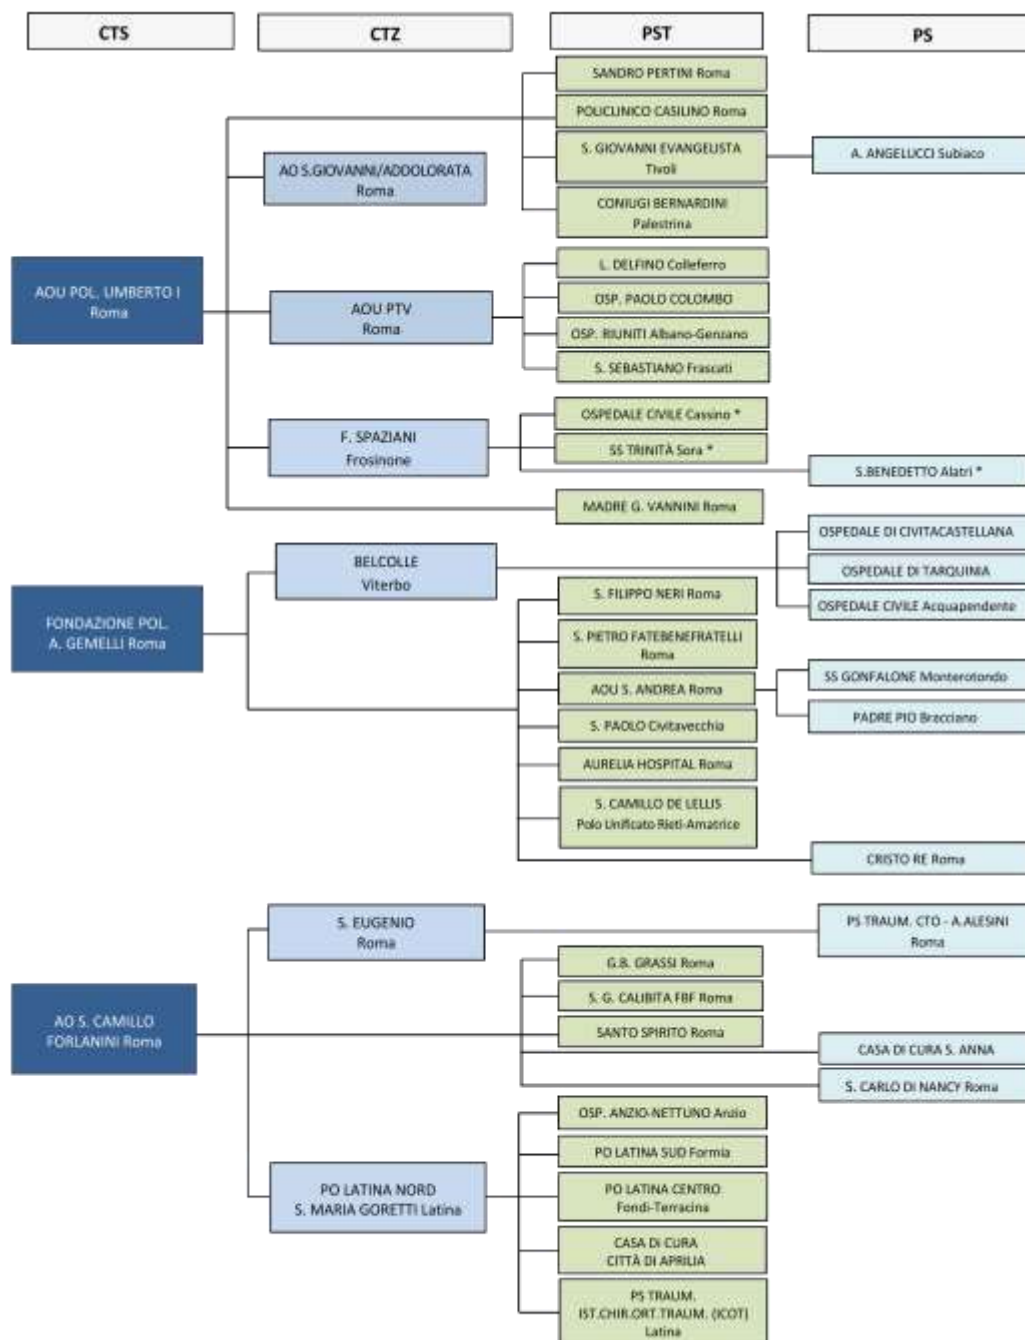 CTS
CTZ
PST
PS
SANDRO PERTINI Roma
POLICLINICO CASILINO Roma
S. GIOVANNI EVANGELISTA
Tivoli
A. ANGELUCCI Subiaco
AO S.GIOVANNI/ADDOLORATA
Roma
CONIUGI BERNARDINI
Palestrina
AOU POL. UMBERTO I
Roma
AOU PTV
Roma
L. DELFINO Colleferro
OSP. PAOLO COLOMBO
OSP. RIUNITI Albano-Genzano
S. SEBASTIANO Frascati
F. SPAZIANI
Frosinone
OSPEDALE CIVILE Cassino *
SS TRINITÀ Sora *
S.BENEDETTO Alatri *
MADRE G. VANNINI Roma
FONDAZIONE POL.
A. GEMELLI Roma
BELCOLLE
Viterbo
OSPEDALE DI CIVITACASTELLANA
OSPEDALE DI TARQUINIA
OSPEDALE CIVILE Acquapendente
S. FILIPPO NERI Roma
S. PIETRO FATEBENEFRATELLI
Roma
AOU S. ANDREA Roma
SS GONFALONE Monterotondo
PADRE PIO Bracciano
S. PAOLO Civitavecchia
AURELIA HOSPITAL Roma
S. CAMILLO DE LELLIS
Polo Unificato Rieti-Amatrice
CRISTO RE Roma
AO S. CAMILLO
FORLANINI Roma
S. EUGENIO
Roma
PS TRAUM. CTO - A.ALESINI
Roma
G.B. GRASSI Roma
S. G. CALIBITA FBF Roma
SANTO SPIRITO Roma
CASA DI CURA S. ANNA
S. CARLO DI NANCY Roma
PO LATINA NORD
S. MARIA GORETTI Latina
OSP. ANZIO-NETTUNO Anzio
PO LATINA SUD Formia
PO LATINA CENTRO
Fondi-Terracina
CASA DI CURA
CITTÀ DI APRILIA
PS TRAUM.
IST.CHIR.ORT.TRAUM. (ICOT)
Latina